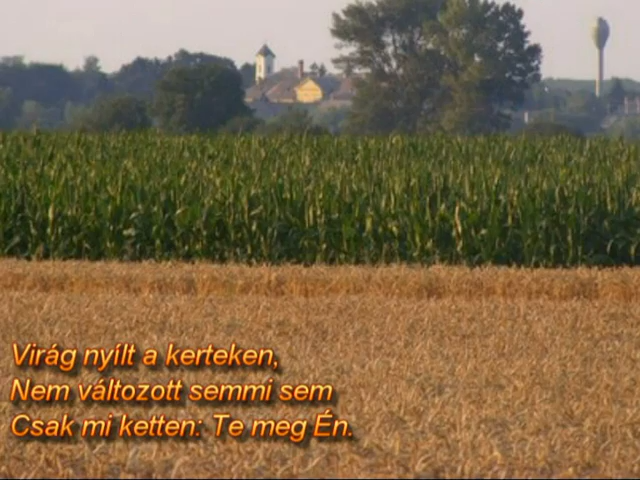 Virág nyílt a kerteken,
Nem változott semmi sem
Csak mi ketten: Te meg Én.